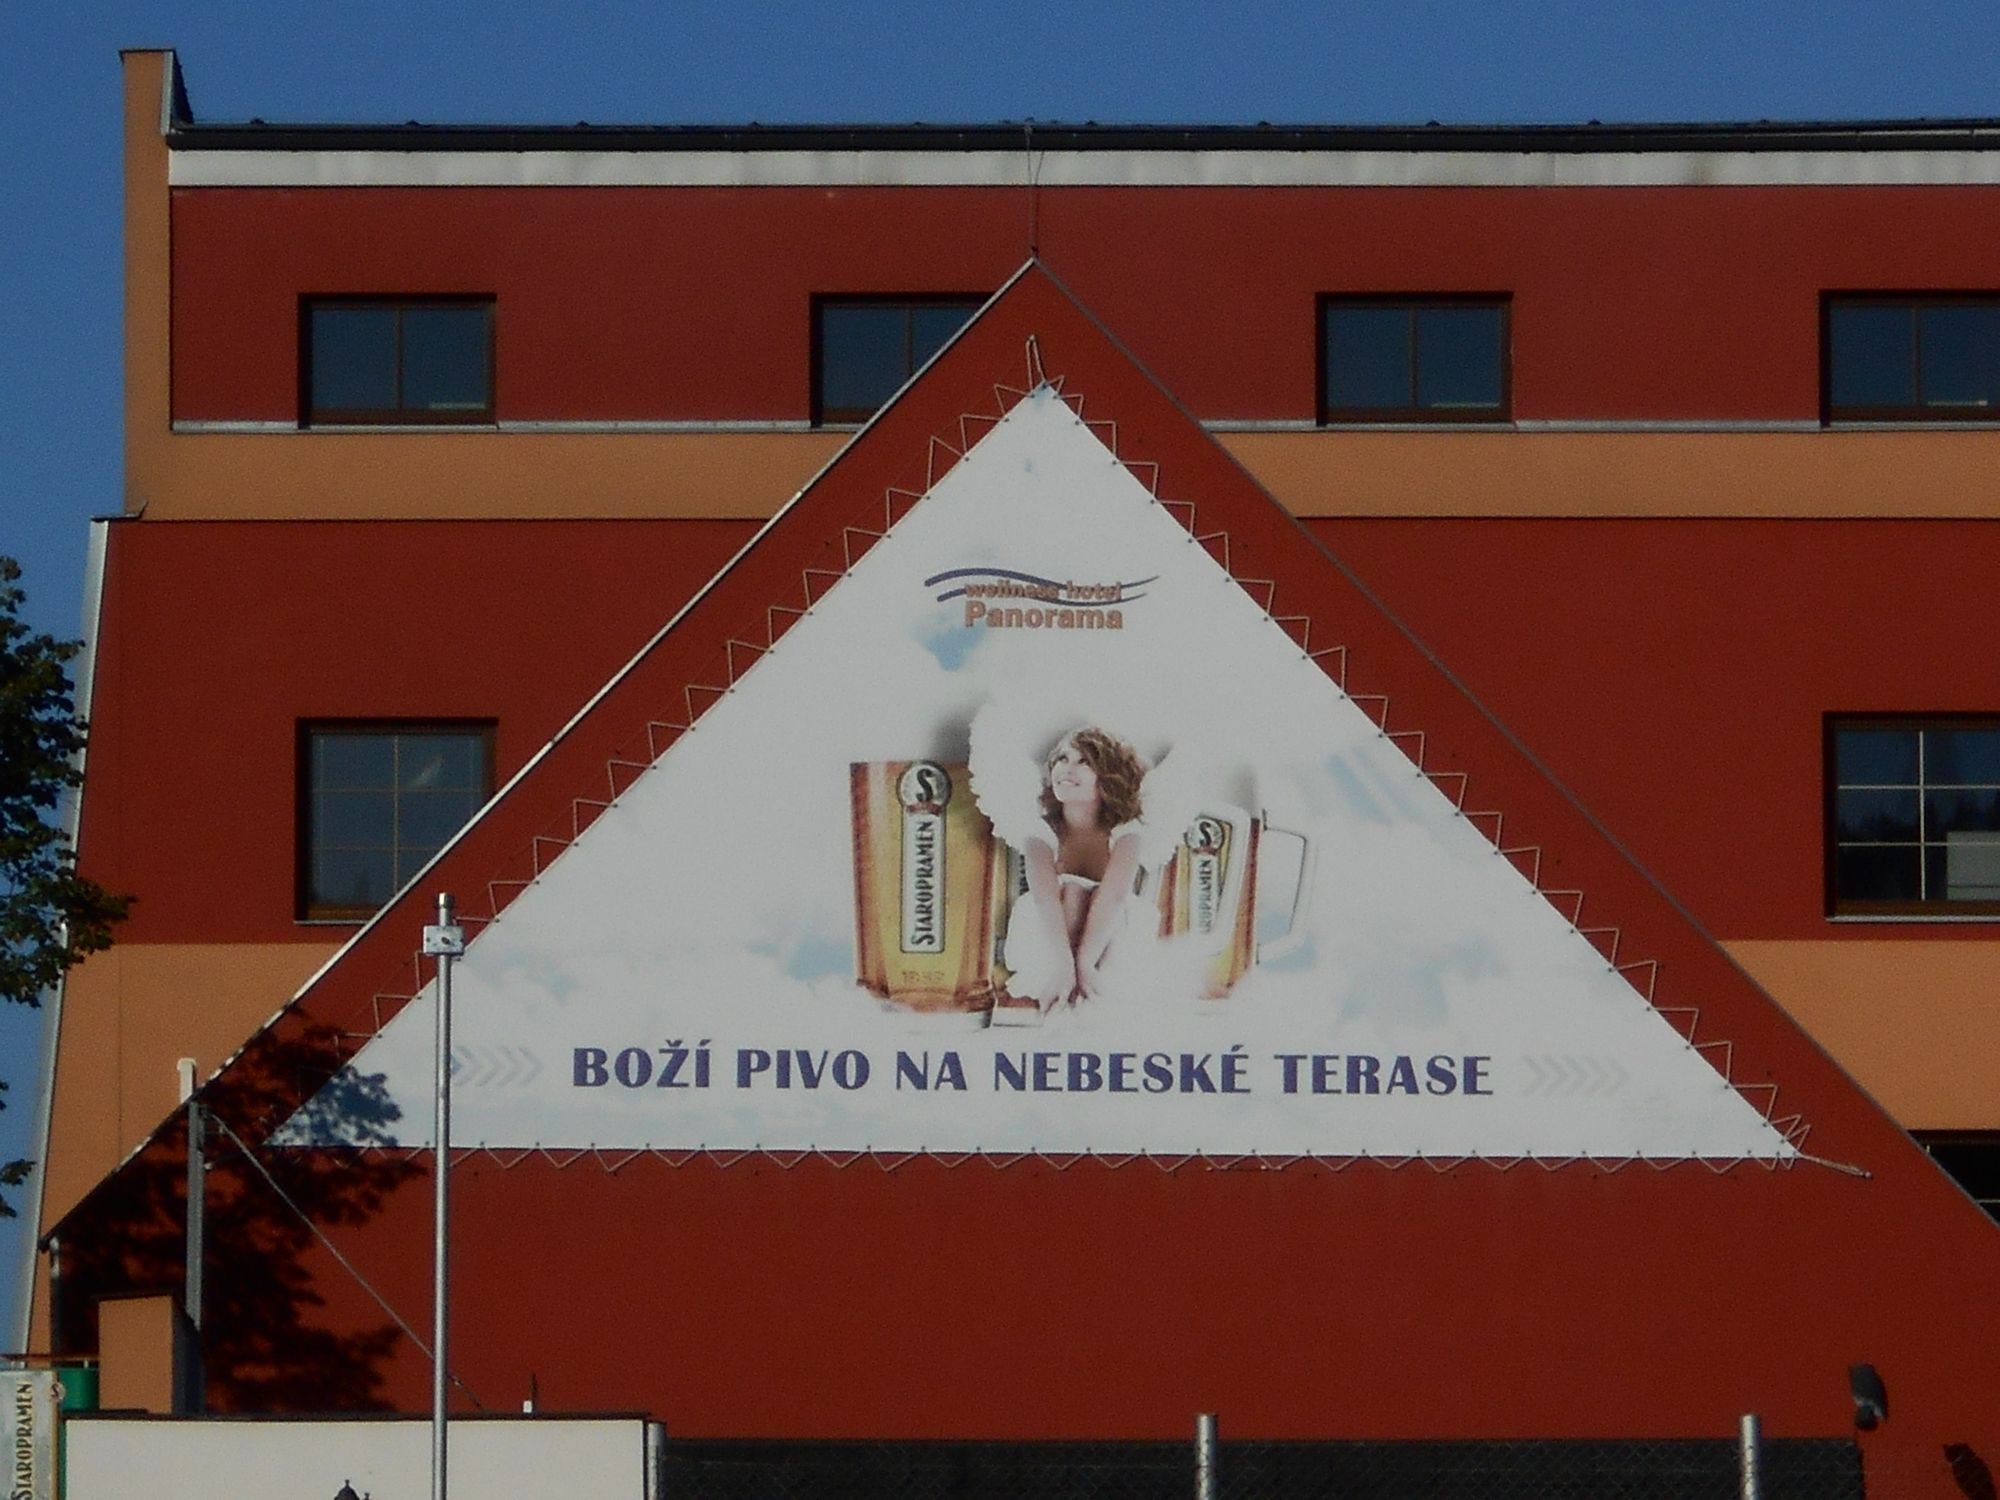 wellness hotel
Panorama
S
STAROPRAMEN
S
STAROPRAMEN
BOŽÍ PIVO NA NEBESKÉ TERASE
S
STAROPRAMEN